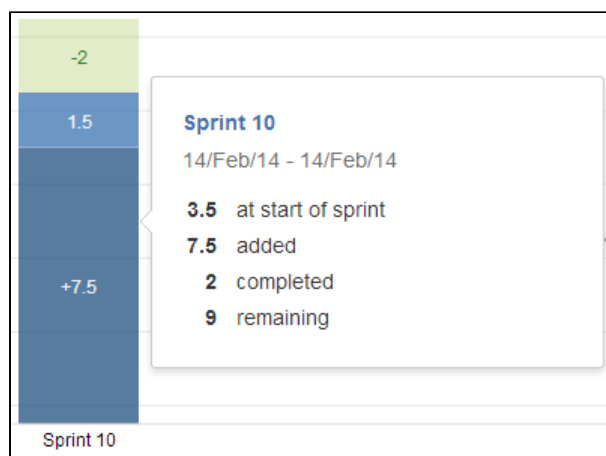 -2
1.5
+7.5
Sprint 10
Sprint 10
14/Feb/14 - 14/Feb/14
3.5 at start of sprint
7.5 added
2 completed
9 remaining